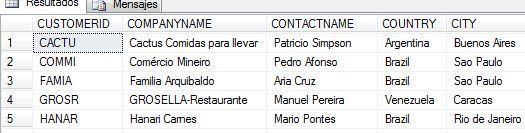 Resultados Mensajes
CUSTOMERID COMPANYNAME CONTACTNAME COUNTRY CITY
1 CACTU Cactus Comidas para llevar Patricio Simpson Argentina Buenos Aires
2 COMMI Comércio Mineiro Pedro Afonso Brazil Sao Paulo
3 FAMIA Familia Arquibaldo Aria Cruz Brazil Sao Paulo
4 GROSR GROSELLA-Restaurante Manuel Pereira Venezuela Caracas
5 HANAR Hanari Carnes Mario Pontes Brazil Rio de Janeiro